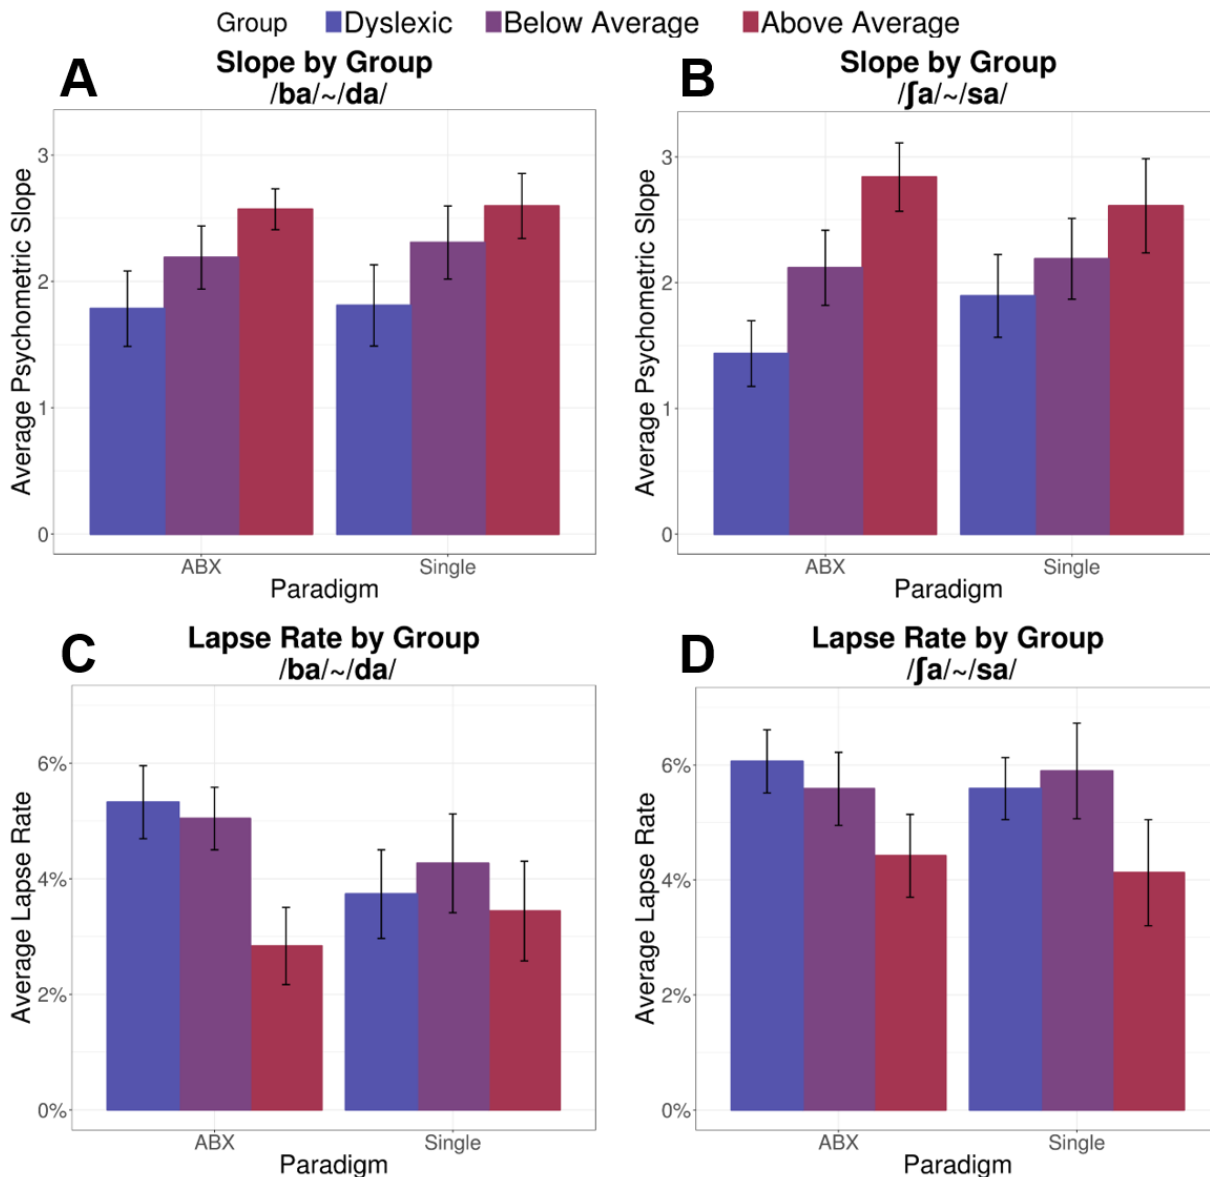 Group Dyslexic Below Average Above Average
A
Slope by Group
/ba/~/da/
Average Psychometric Slope
3
2
1
0
ABX Single
Paradigm
B
Slope by Group
/ʃa/~/sa/
Average Psychometric Slope
3
2
1
0
ABX Single
Paradigm
C
Lapse Rate by Group
/ba/~/da/
Average Lapse Rate
6%
4%
2%
0%
ABX Single
Paradigm
D
Lapse Rate by Group
/ʃa/~/sa/
Average Lapse Rate
6%
4%
2%
0%
ABX Single
Paradigm